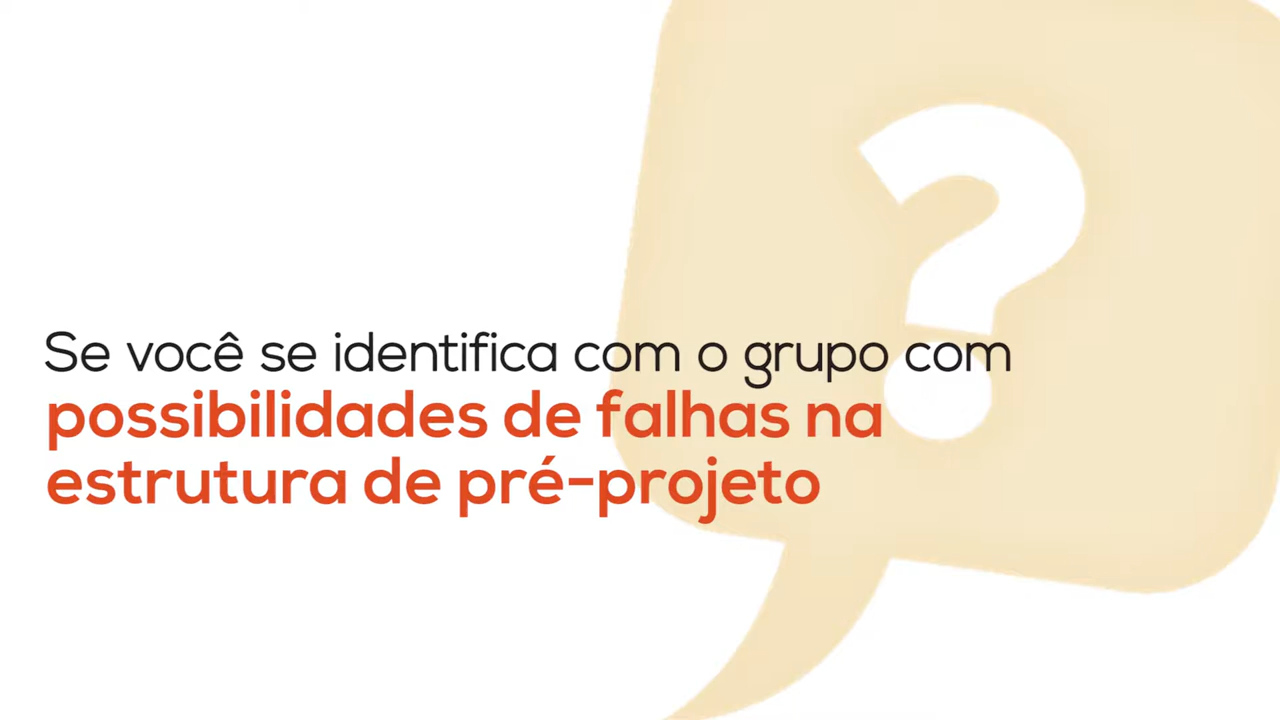 Se você se identifica com o grupo com
possibilidades de falhas na
estrutura de pré-projeto
?